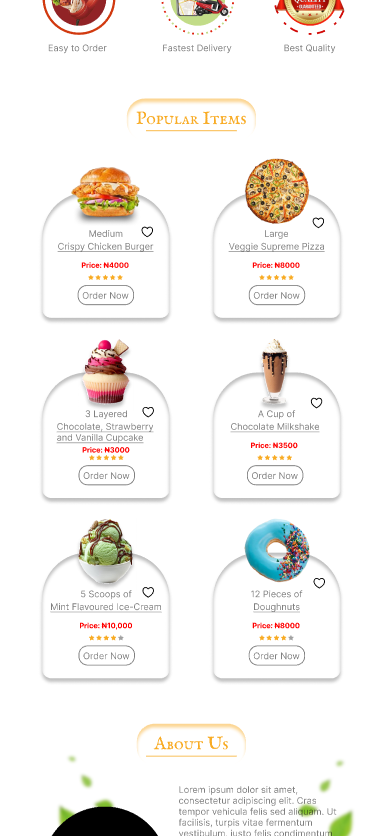 QUALITY
GUARANTEED
Easy to Order
Fastest Delivery
Best Quality
Popular Items
Medium
Crispy Chicken Burger
Price: ₦4000
Order Now
Large
Veggie Supreme Pizza
Price: ₦8000
Order Now
3 Layered
Chocolate, Strawberry
and Vanilla Cupcake
Price: ₦3000
Order Now
A Cup of
Chocolate Milkshake
Price: ₦3500
Order Now
5 Scoops of
Mint Flavoured Ice-Cream
Price: ₦10,000
Order Now
12 Pieces of
Doughnuts
Price: ₦8000
Order Now
About Us
Lorem ipsum dolor sit amet,
consectetur adipiscing elit. Cras
tempor vehicula felis sed aliquam. Ut
facilisis, turpis vitae fermentum
vestibulum, justo felis condimentum